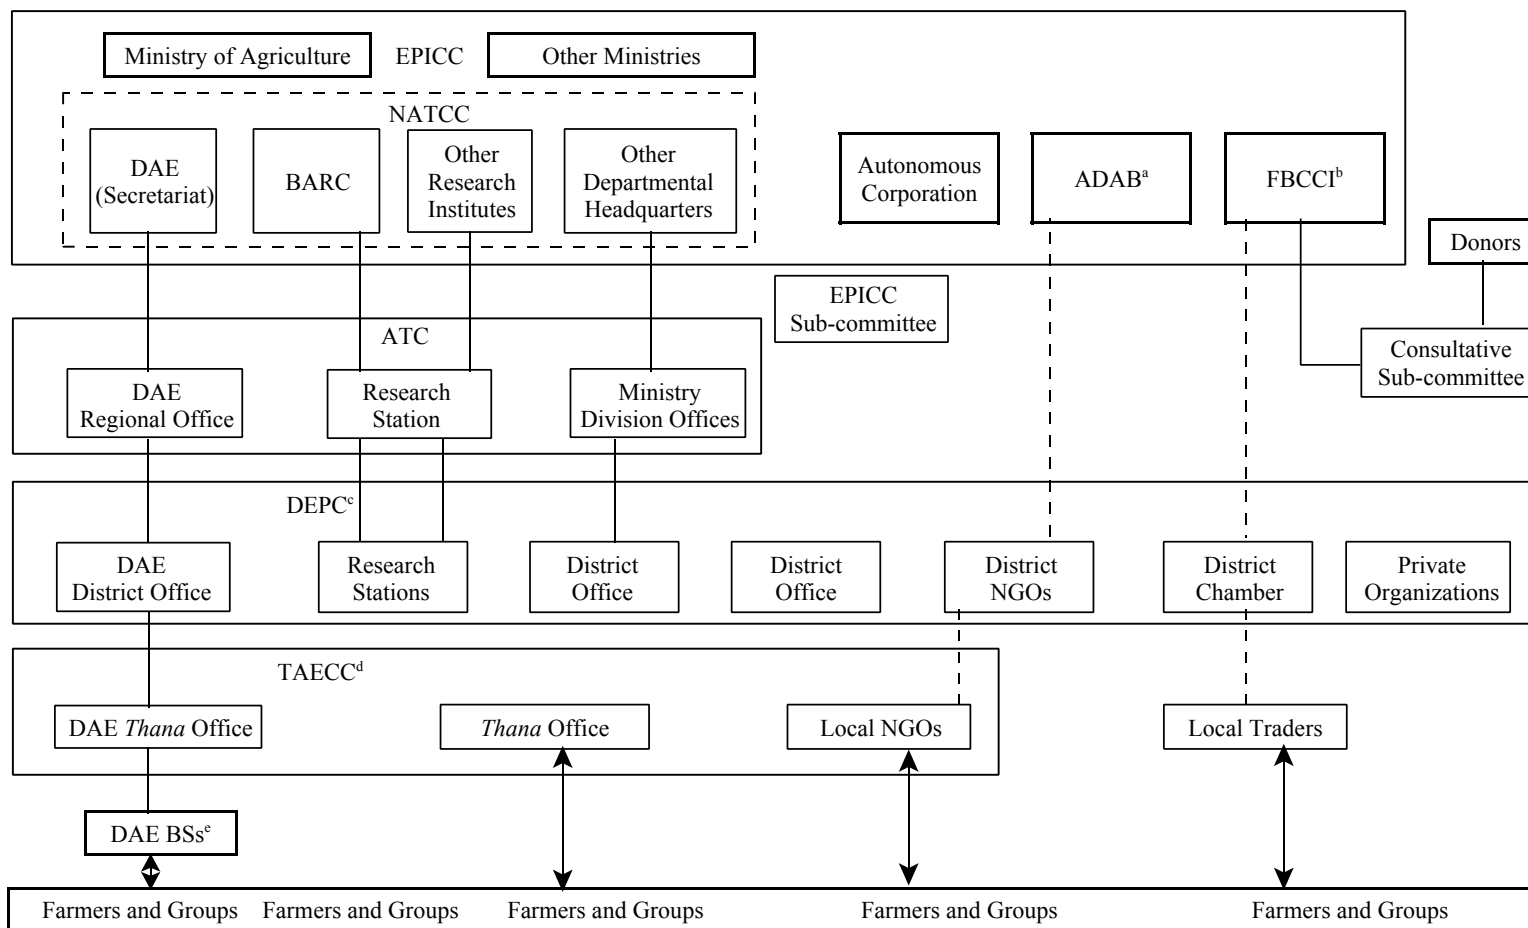 Ministry of Agriculture
EPICC
Other Ministries
NATCC
DAE
(Secretariat)
BARC
Other
Research
Institutes
Other
Departmental
Headquarters
Autonomous
Corporation
ADABᵃ
FBCCIᵇ
Donors
EPICC
Sub-committee
Consultative
Sub-committee
ATC
DAE
Regional Office
Research
Station
Ministry
Division Offices
DEPCᶜ
DAE
District Office
Research
Stations
District
Office
District
Office
District
NGOs
District
Chamber
Private
Organizations
TAECCᵈ
DAE Thana Office
Thana Office
Local NGOs
Local Traders
DAE BSsᵉ
Farmers and Groups
Farmers and Groups
Farmers and Groups
Farmers and Groups
Farmers and Groups